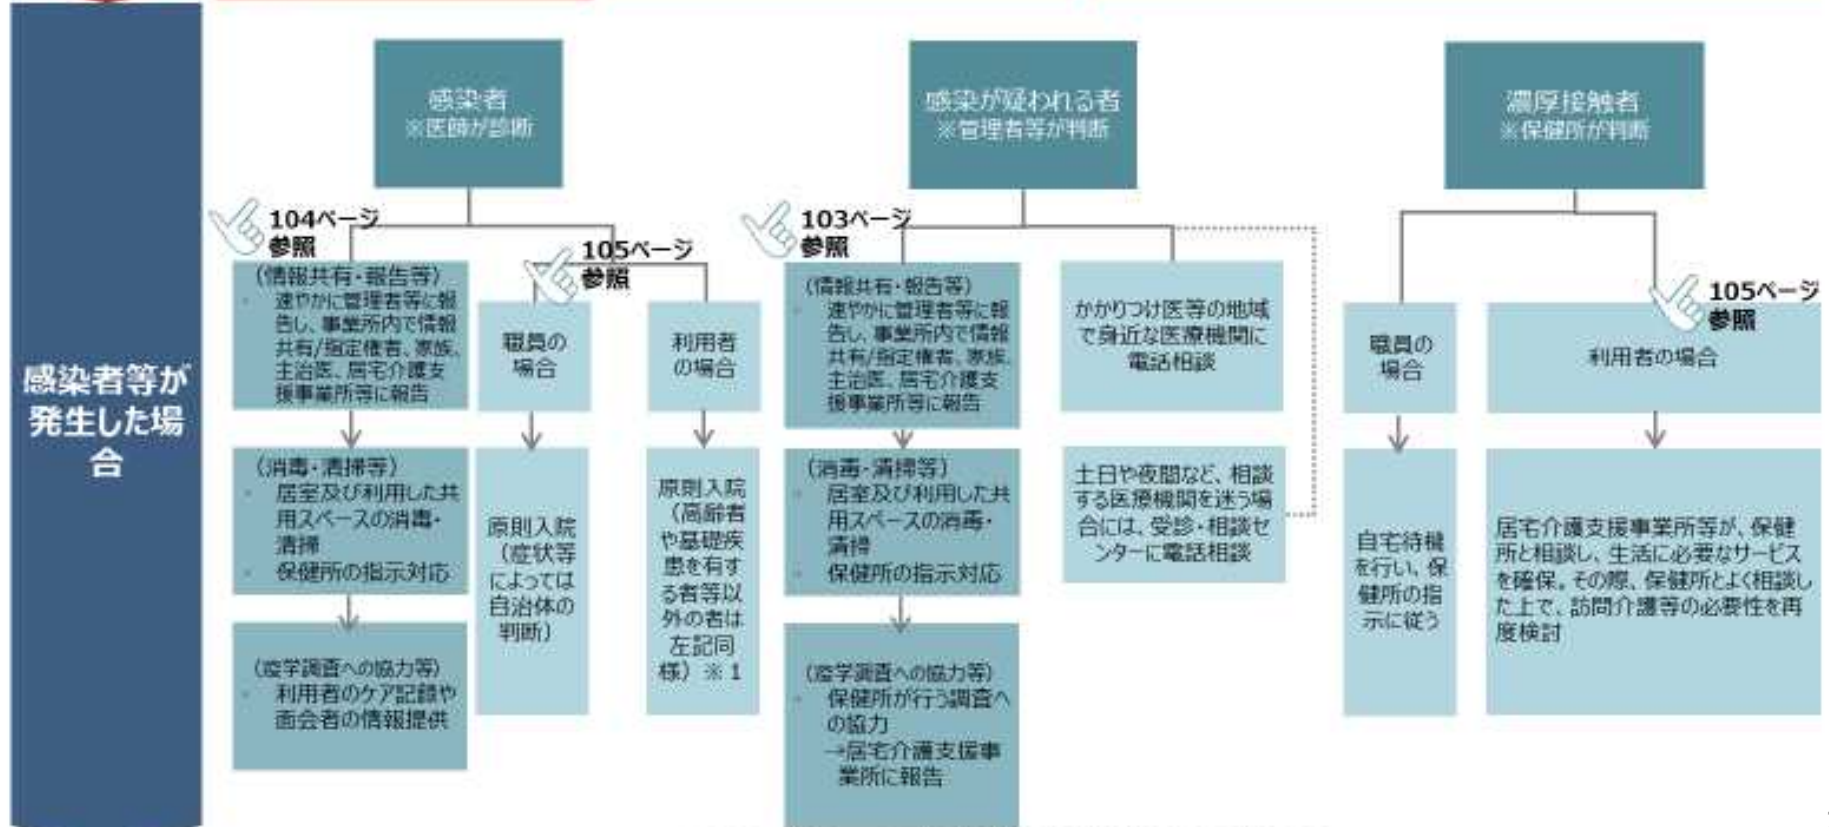 感染者等が
発生した場
合
感染者
※医師が診断
104ページ
参照
105ページ
参照
（情報共有・報告等）
速やかに管理者等に報
告し、事業所内で情報
共有/指定権者、家族、
主治医、居宅介護支
援事業所等に報告
（消毒・清掃等）
居室及び利用した共
用スペースの消毒・
清掃
保健所の指示対応
（疫学調査への協力等）
利用者のケア記録や
面会者の情報提供
職員の
場合
原則入院
（症状等
によっては
自治体の
判断）
利用者
の場合
原則入院
（高齢者
や基礎疾
患を有す
る者等以
外の者は
左記同
様）※１
感染が疑われる者
※管理者等が判断
103ページ
参照
（情報共有・報告等）
速やかに管理者等に報
告し、事業所内で情報
共有/指定権者、家族、
主治医、居宅介護支
援事業所等に報告
（消毒・清掃等）
居室及び利用した共
用スペースの消毒・
清掃
保健所の指示対応
（疫学調査への協力等）
保健所が行う調査へ
の協力
→居宅介護支援事
業所に報告
かかりつけ医等の地域
で身近な医療機関に
電話相談
土日や夜間など、相談
する医療機関を迷う場
合には、受診・相談セ
ンターに電話相談
濃厚接触者
※保健所が判断
105ページ
参照
職員の
場合
自宅待機
を行い、保
健所の指
示に従う
利用者の場合
居宅介護支援事業所等が、保健
所と相談し、生活に必要なサービス
を確保。その際、保健所とよく相談し
た上で、訪問介護等の必要性を再
度検討